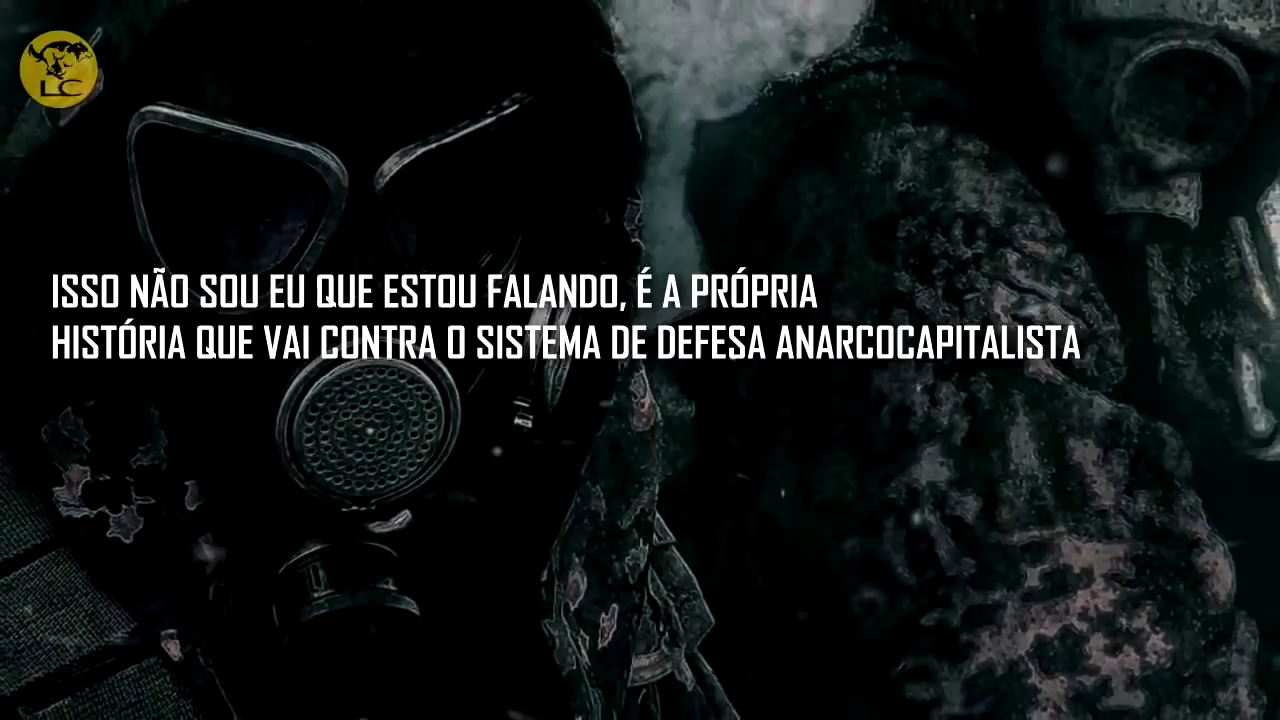 LC
ISSO NÃO SOU EU QUE ESTOU FALANDO, É A PRÓPRIA
HISTÓRIA QUE VAI CONTRA O SISTEMA DE DEFESA ANARCOCAPITALISTA